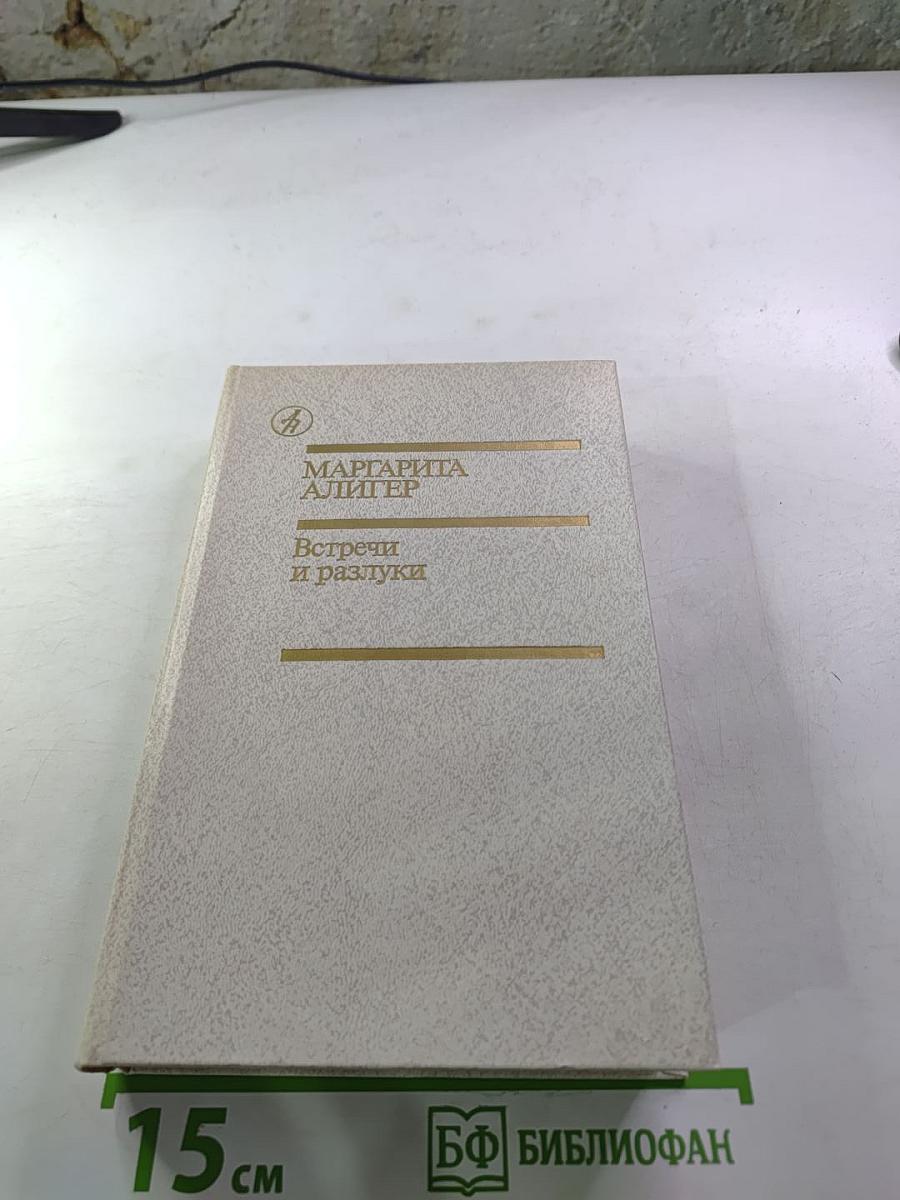 МАРГАРИТА
АЛИГЕР
Встречи
и разлуки
15 см
БФ БИБЛИОФАН